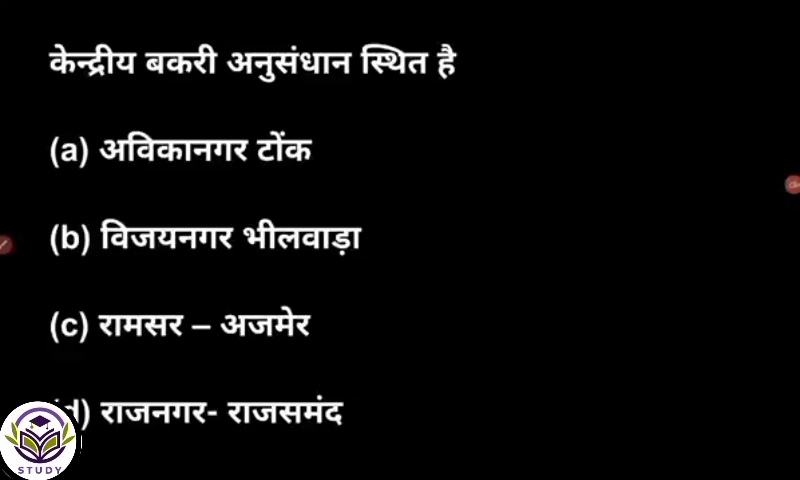 केन्द्रीय बकरी अनुसंधान स्थित है
(a) अविकानगर टोंक
(b) विजयनगर भीलवाड़ा
(c) रामसर – अजमेर
(d) राजनगर- राजसमंद
STUDY